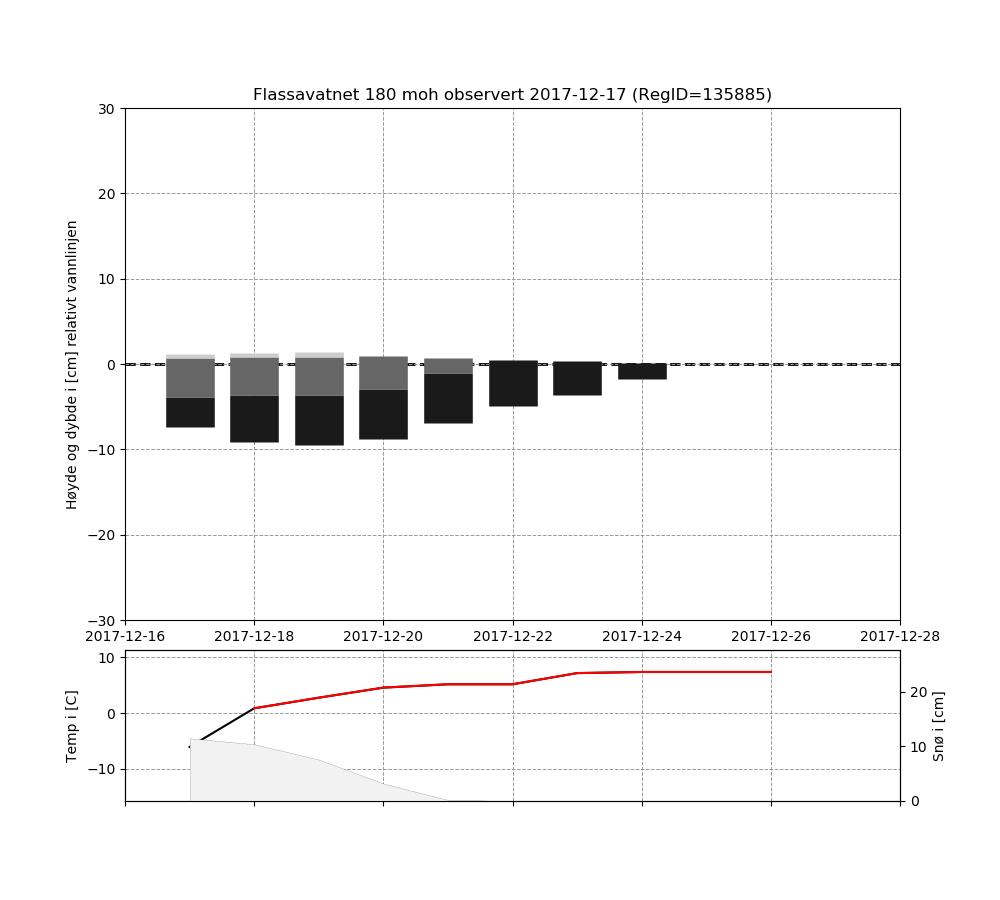 Flassavatnet 180 moh observert 2017-12-17 (RegID=135885)
Høyde og dybde i [cm] relativt vannlinjen
30
20
10
0
−10
−20
−30
2017-12-16 2017-12-18 2017-12-20 2017-12-22 2017-12-24 2017-12-26 2017-12-28
Temp i [C]
10
0
−10
20
10
0
Snø i [cm]